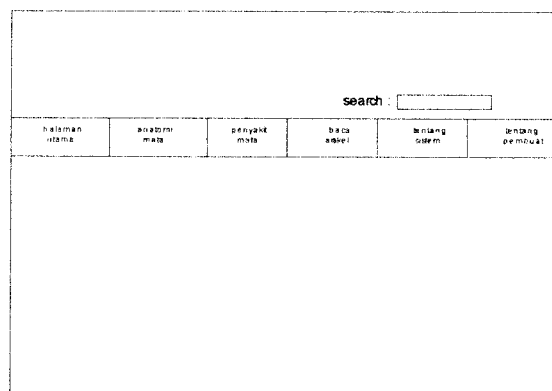 search :
halaman
utama
anatomi
mata
penyakit
mata
baca
artikel
tentang
sistem
tentang
pembuat